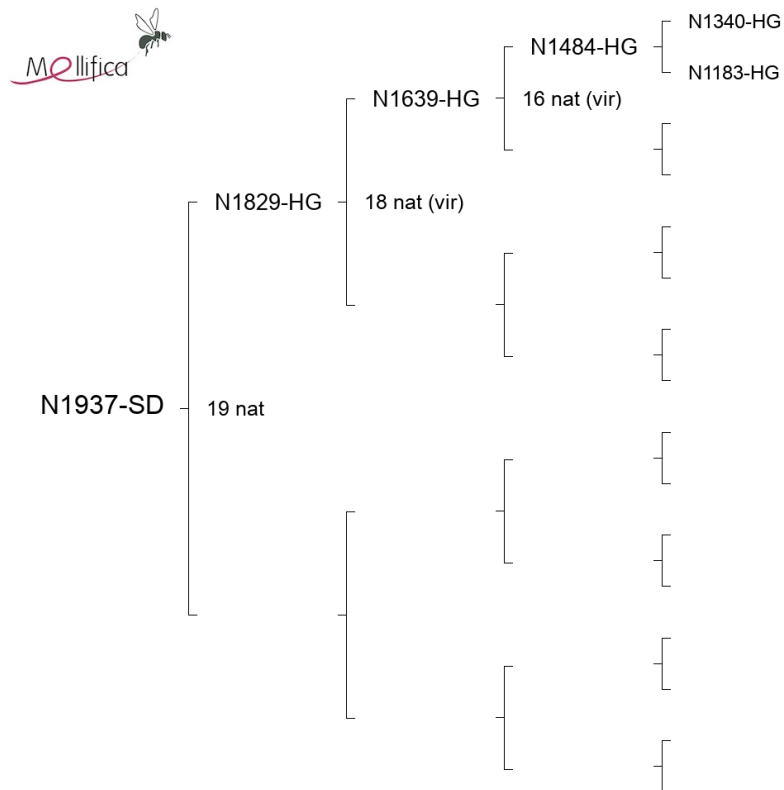 Mellifica
N1340-HG
N1484-HG
N1183-HG
N1639-HG
16 nat (vir)
N1829-HG
18 nat (vir)
N1937-SD
19 nat